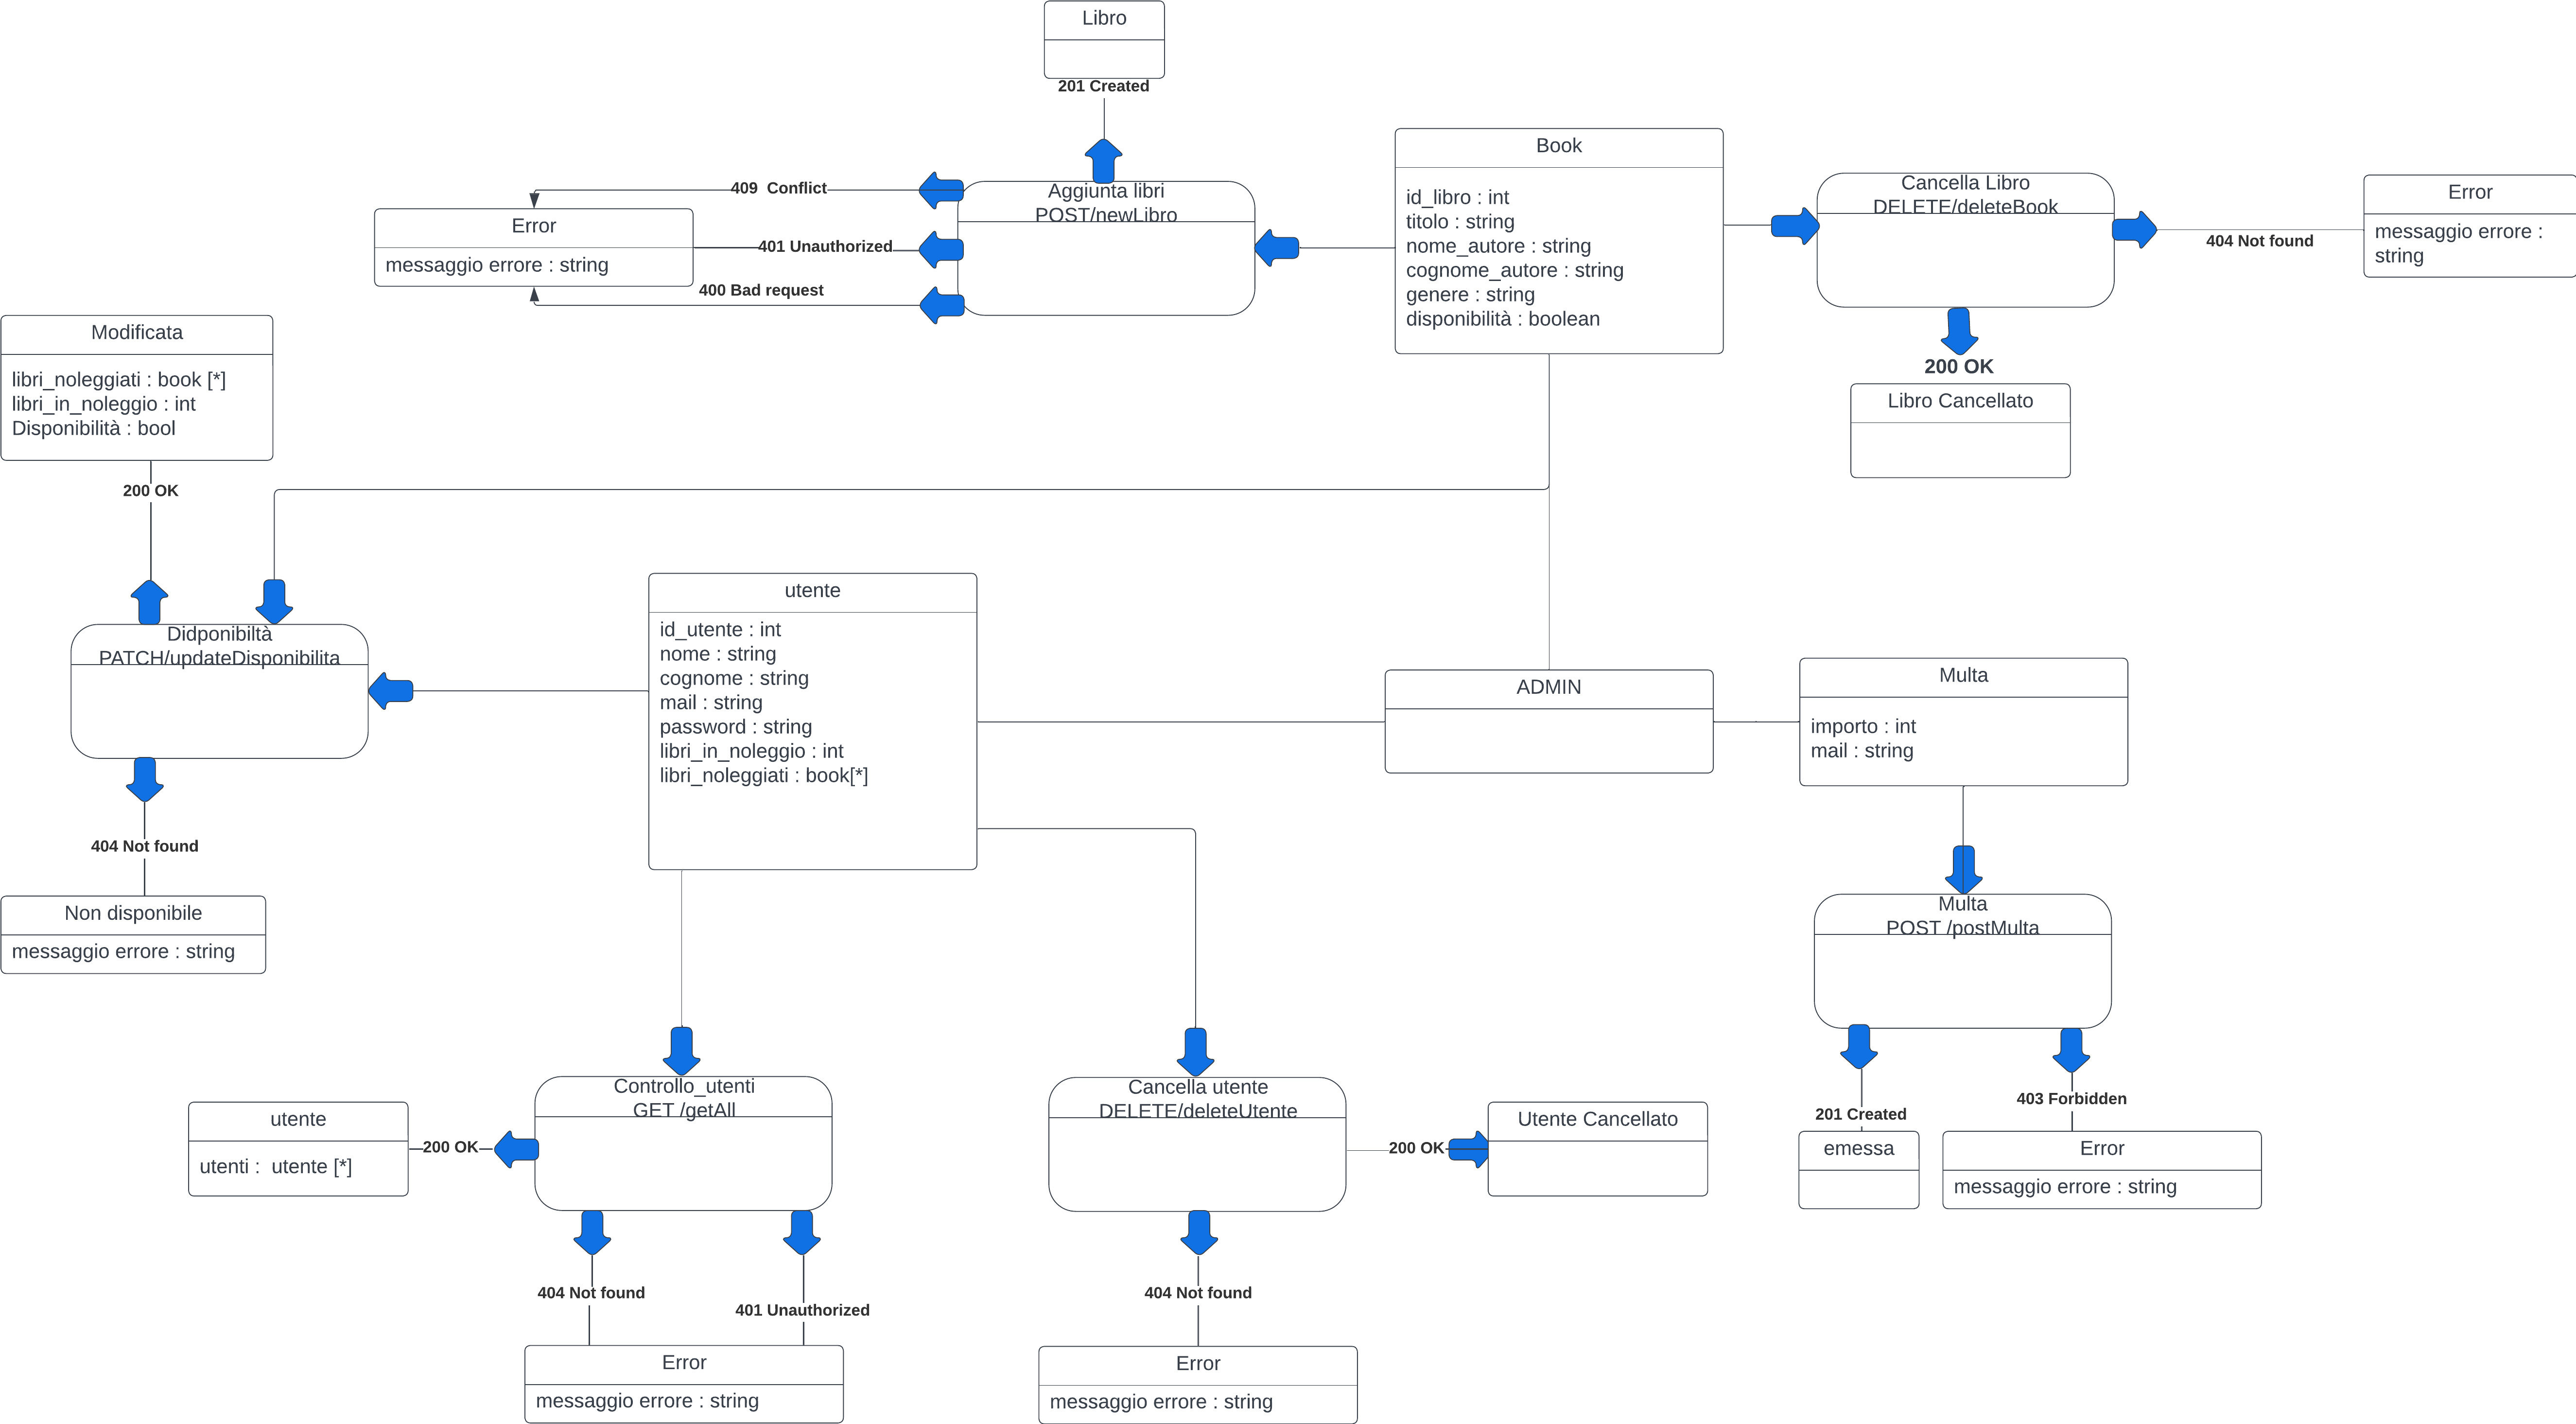 Libro
201 Created
Book
id_libro : int
titolo : string
nome_autore : string
cognome_autore : string
genere : string
disponibilità : boolean
Aggiunta libri
POST/newLibro
409  Conflict
401 Unauthorized
400 Bad request
Error
messaggio errore : string
Cancella Libro
DELETE/deleteBook
404 Not found
Error
messaggio errore :
string
200 OK
Libro Cancellato
Modificata
libri_noleggiati : book [*]
libri_in_noleggio : int
Disponibilità : bool
200 OK
Didponibiltà
PATCH/updateDisponibilita
404 Not found
Non disponibile
messaggio errore : string
utente
id_utente : int
nome : string
cognome : string
mail : string
password : string
libri_in_noleggio : int
libri_noleggiati : book[*]
ADMIN
Multa
importo : int
mail : string
Multa
POST /postMulta
201 Created
emessa
403 Forbidden
Error
messaggio errore : string
Controllo_utenti
GET /getAll
200 OK
utente
utenti :  utente [*]
404 Not found
401 Unauthorized
Error
messaggio errore : string
Cancella utente
DELETE/deleteUtente
200 OK
Utente Cancellato
404 Not found
Error
messaggio errore : string